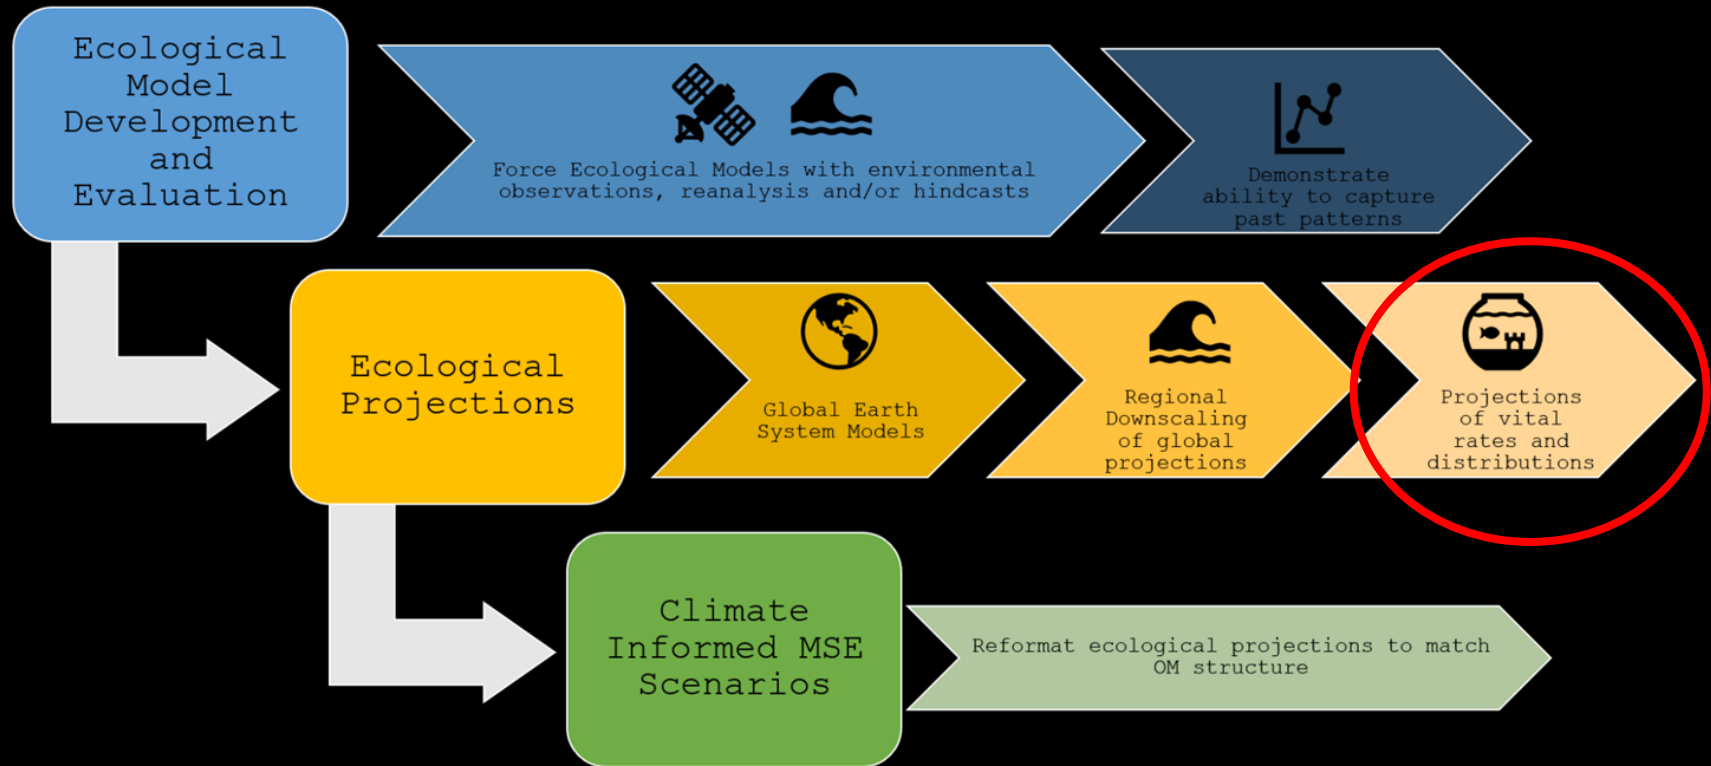 Ecological
Model
Development
and
Evaluation
Force Ecological Models with environmental
observations, reanalysis and/or hindcasts
Demonstrate
ability to capture
past patterns
Ecological
Projections
Global Earth
System Models
Regional
Downscaling
of global
projections
Projections
of vital
rates and
distributions
Climate
Informed MSE
Scenarios
Reformat ecological projections to match
OM structure